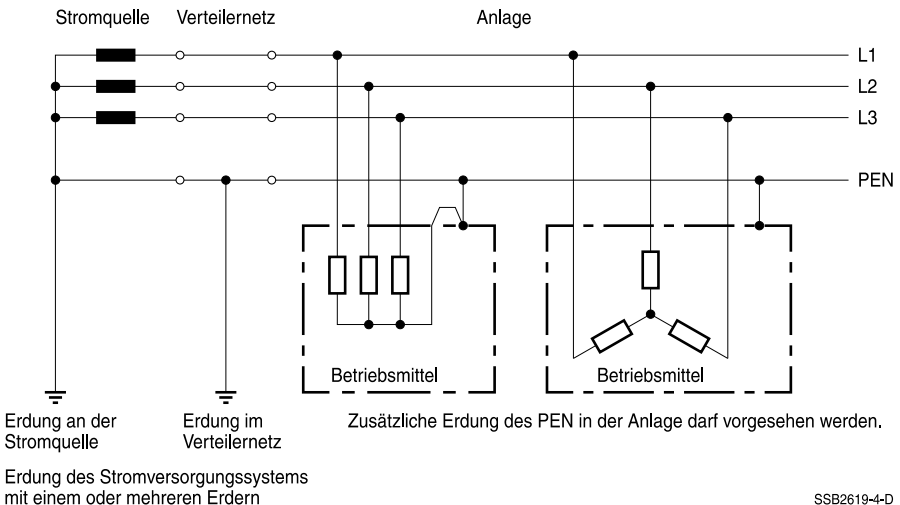 Stromquelle Verteilernetz Anlage
L1
L2
L3
PEN
Betriebsmittel Betriebsmittel
Erdung an der
Stromquelle
Erdung im
Verteilernetz
Zusätzliche Erdung des PEN in der Anlage darf vorgesehen werden.
Erdung des Stromversorgungssystems
mit einem oder mehreren Erdern
SSB2619-4-D